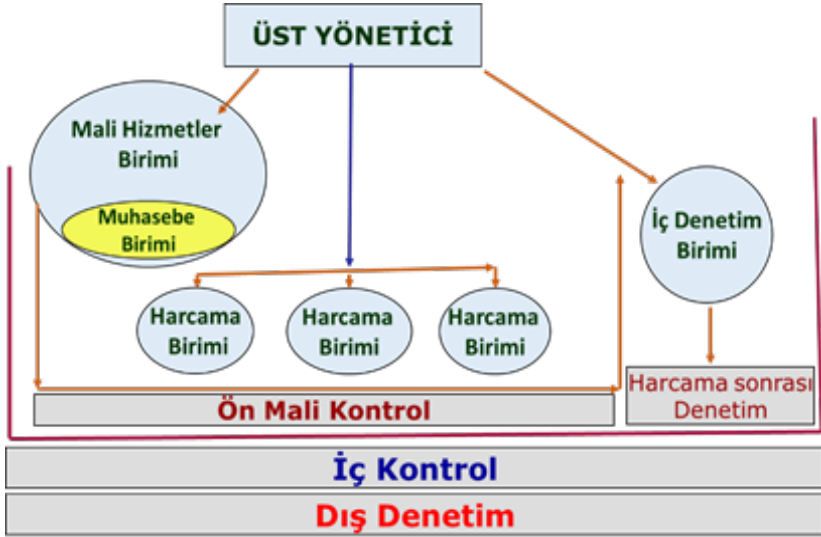 ÜST YÖNETİCİ
Mali Hizmetler
Birimi
Muhasebe
Birimi
İç Denetim
Birimi
Harcama
Birimi
Harcama
Birimi
Harcama
Birimi
Ön Mali Kontrol
Harcama sonrası
Denetim
İç Kontrol
Dış Denetim